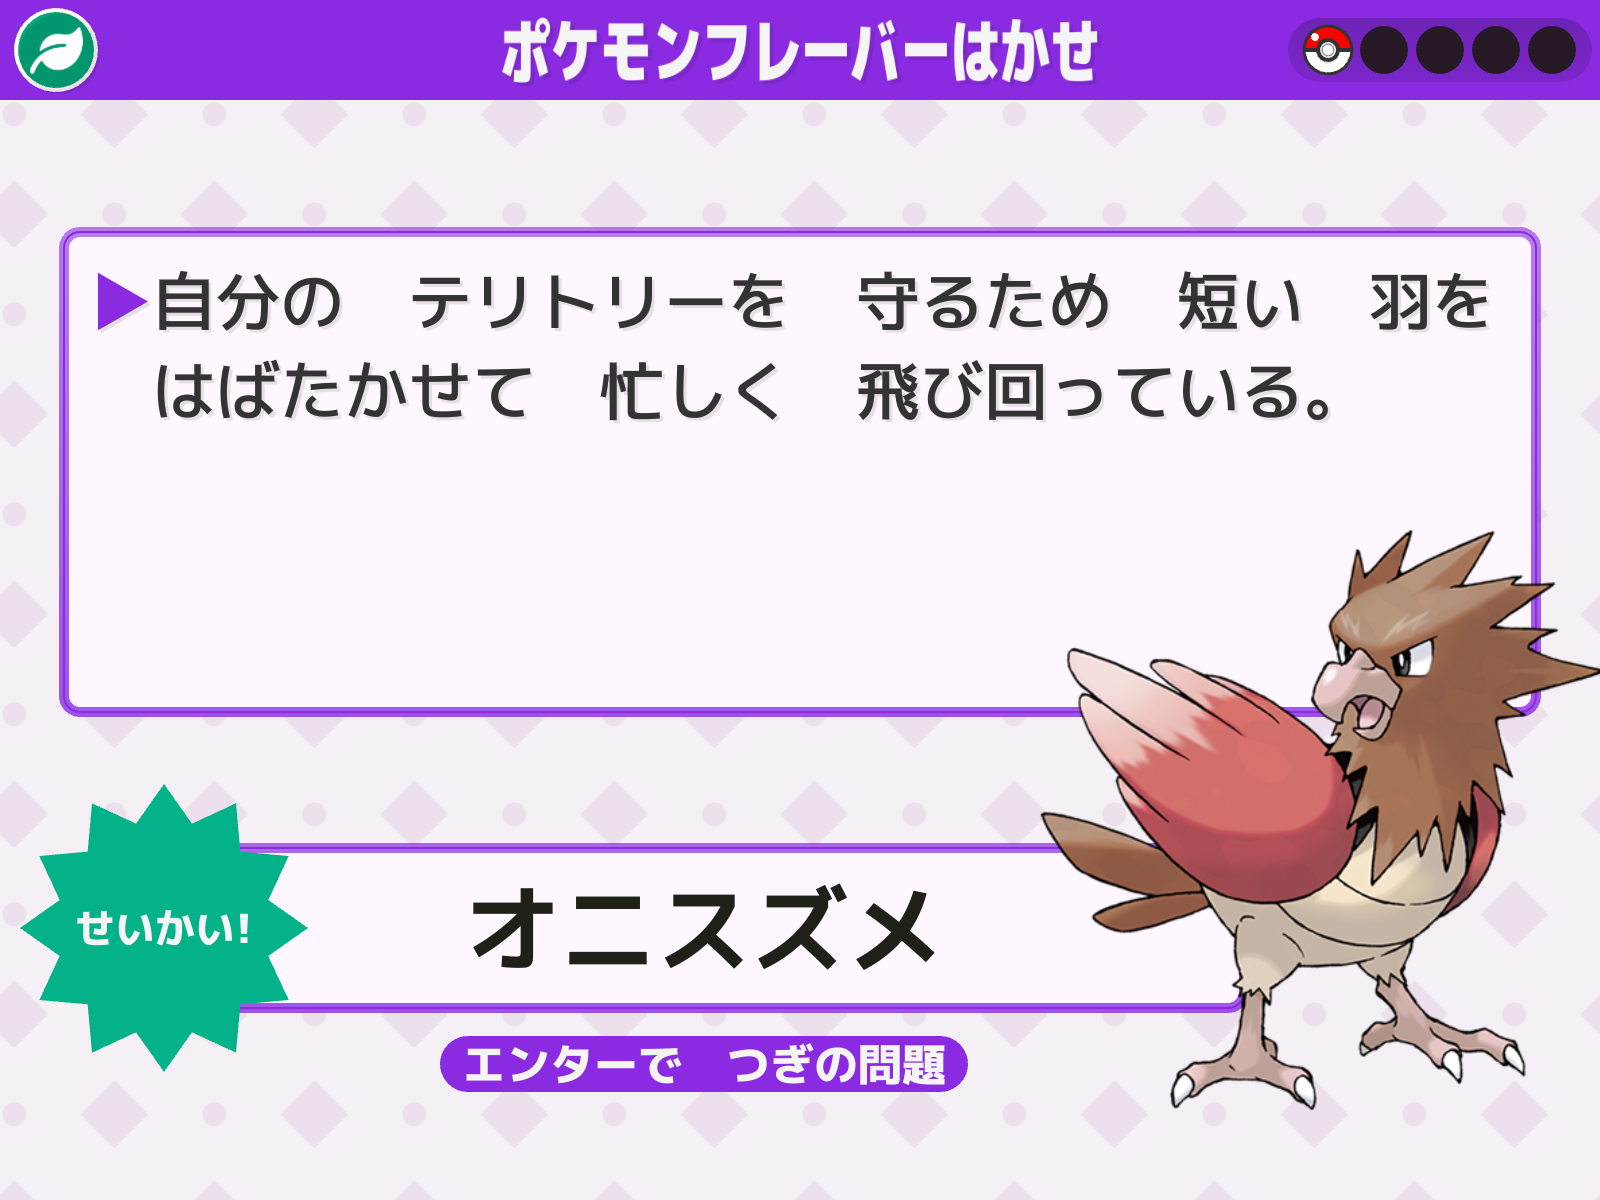 ポケモンフレーバーはかせ
▶自分の　テリトリーを　守るため　短い　羽を
はばたかせて　忙しく　飛び回っている。
せいかい!
オニスズメ
エンターで　つぎの問題